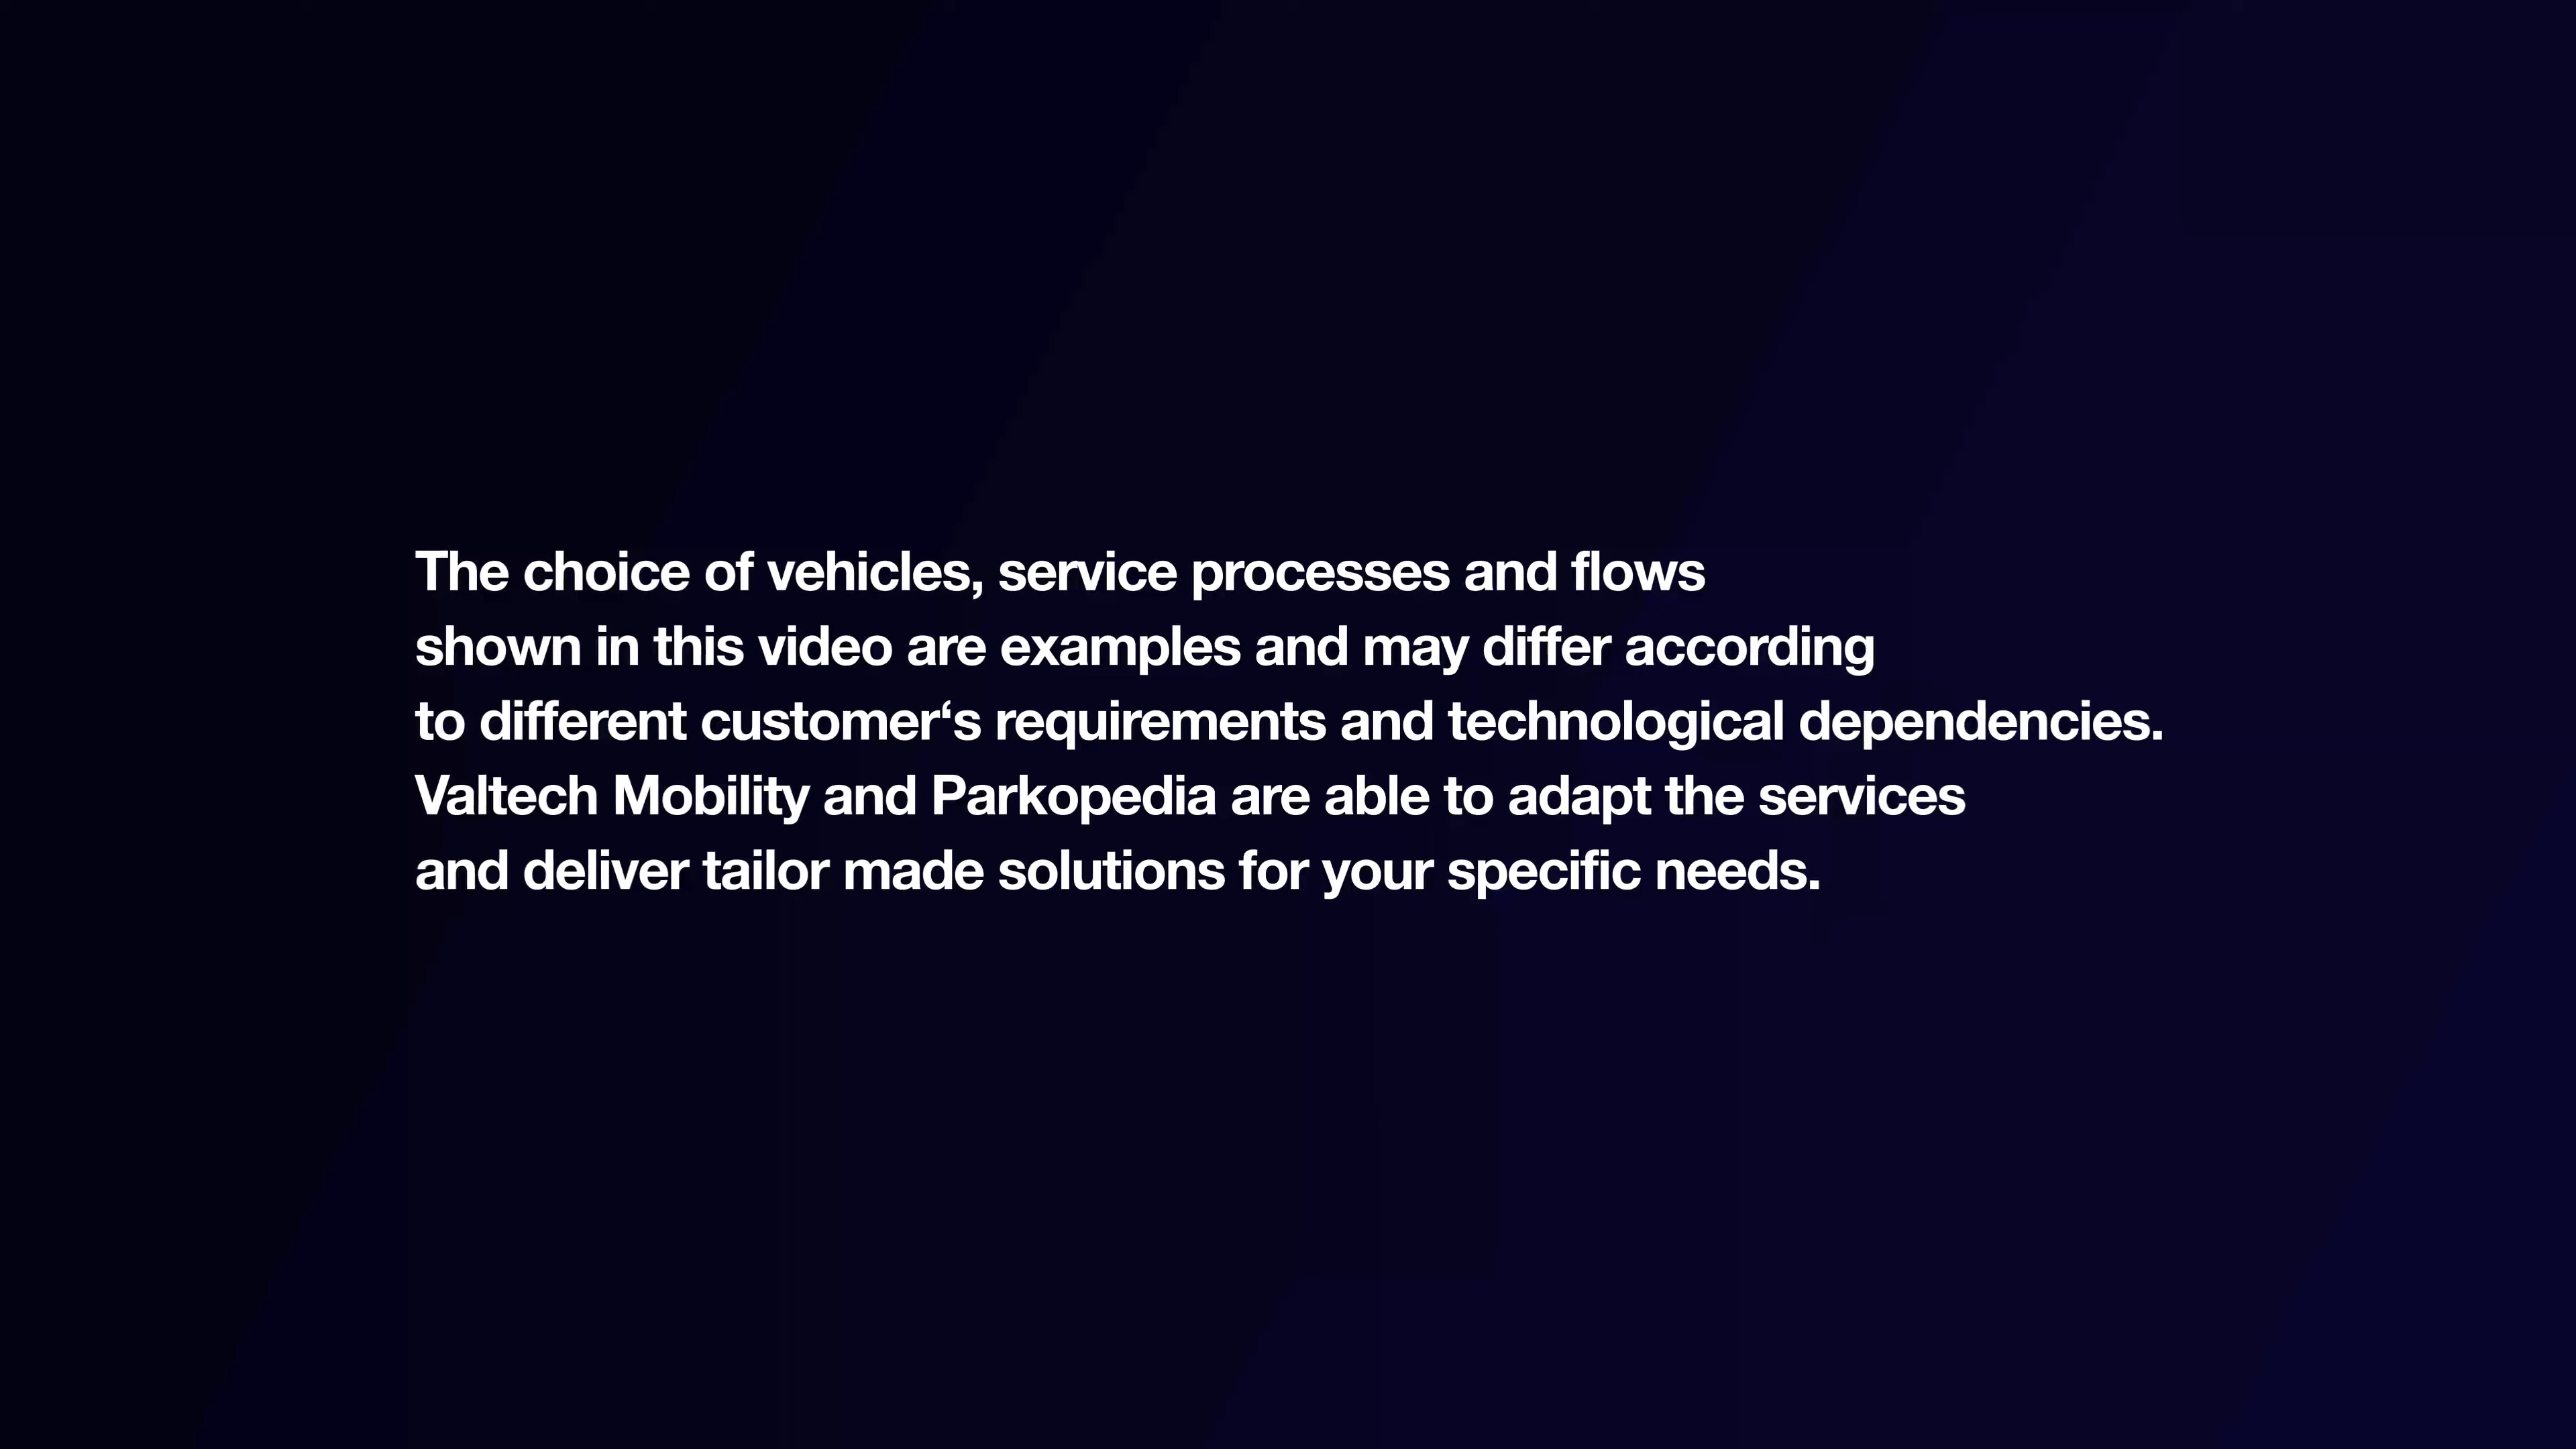 The choice of vehicles, service processes and flows
shown in this video are examples and may differ according
to different customer‘s requirements and technological dependencies.
Valtech Mobility and Parkopedia are able to adapt the services
and deliver tailor made solutions for your specific needs.